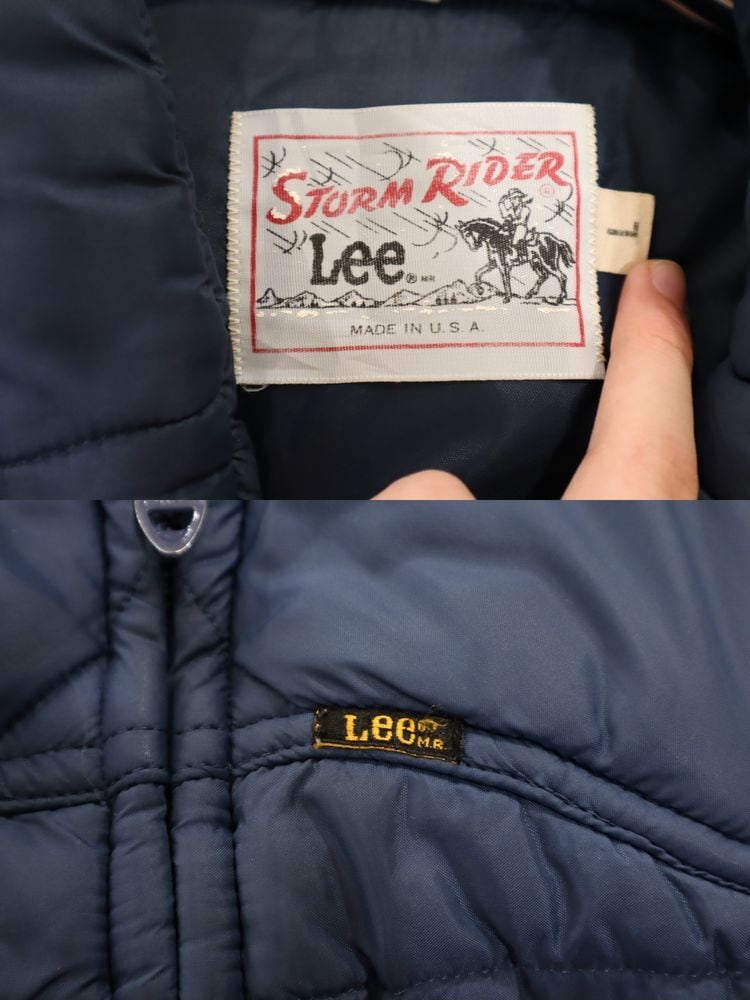 STORM RIDER ®
Lee ® MR
MADE IN U.S.A.
L
Lee M.R.